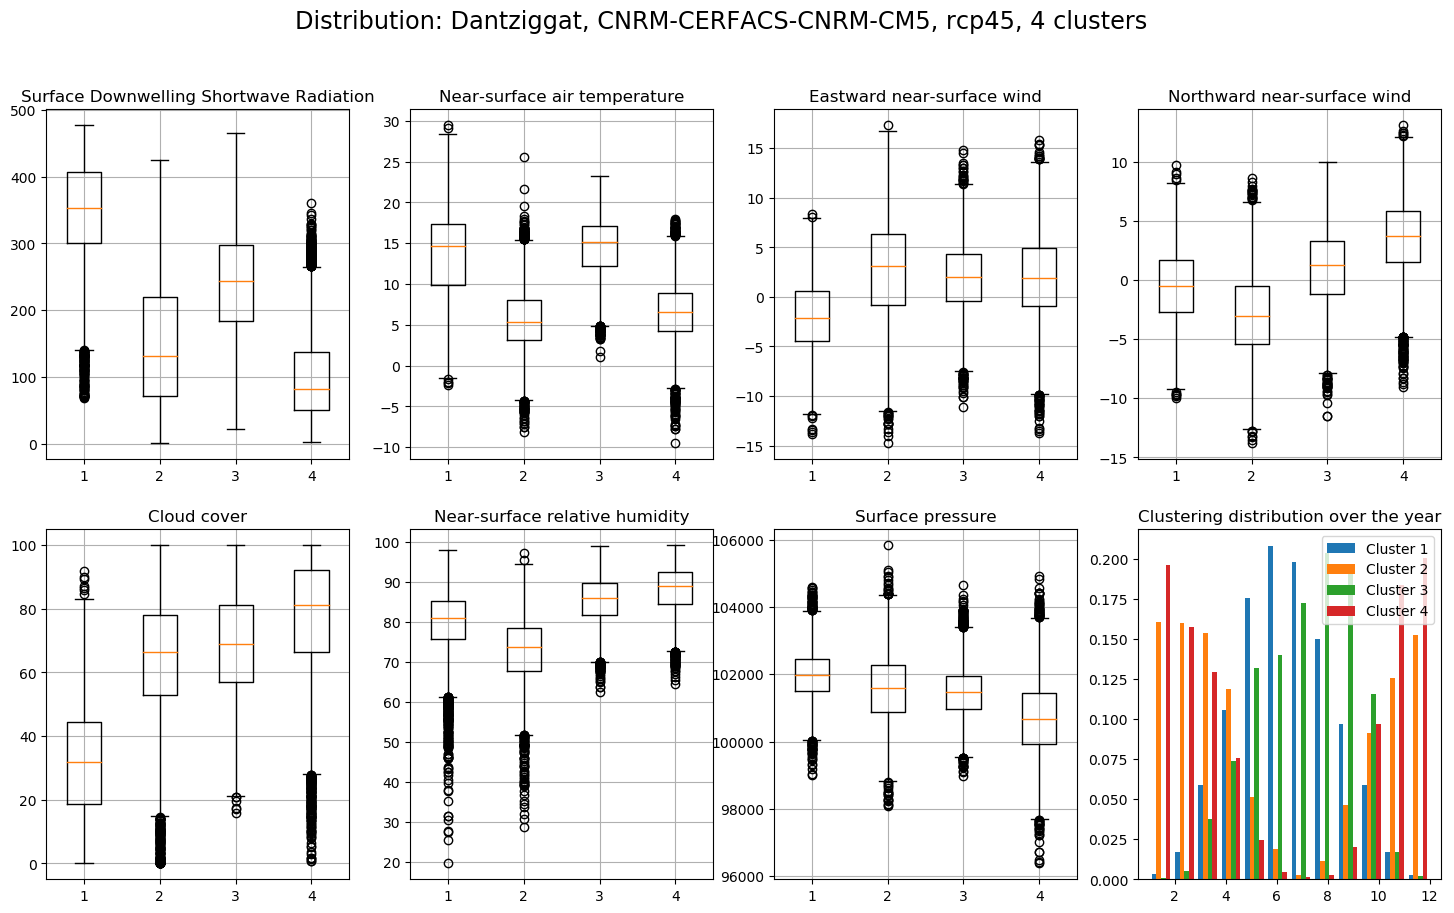 Distribution: Dantziggat, CNRM-CERFACS-CNRM-CM5, rcp45, 4 clusters
Surface Downwelling Shortwave Radiation
500
400
300
200
100
0
1 2 3 4
Near-surface air temperature
30
25
20
15
10
5
0
−5
−10
1 2 3 4
Eastward near-surface wind
15
10
5
0
−5
−10
−15
1 2 3 4
Northward near-surface wind
10
5
0
−5
−10
−15
1 2 3 4
Cloud cover
100
80
60
40
20
0
1 2 3 4
Near-surface relative humidity
100
90
80
70
60
50
40
30
20
1 2 3 4
Surface pressure
106000
104000
102000
100000
98000
96000
1 2 3 4
Clustering distribution over the year
0.200
0.175
0.150
0.125
0.100
0.075
0.050
0.025
0.000
2 4 6 8 10 12
Cluster 1
Cluster 2
Cluster 3
Cluster 4